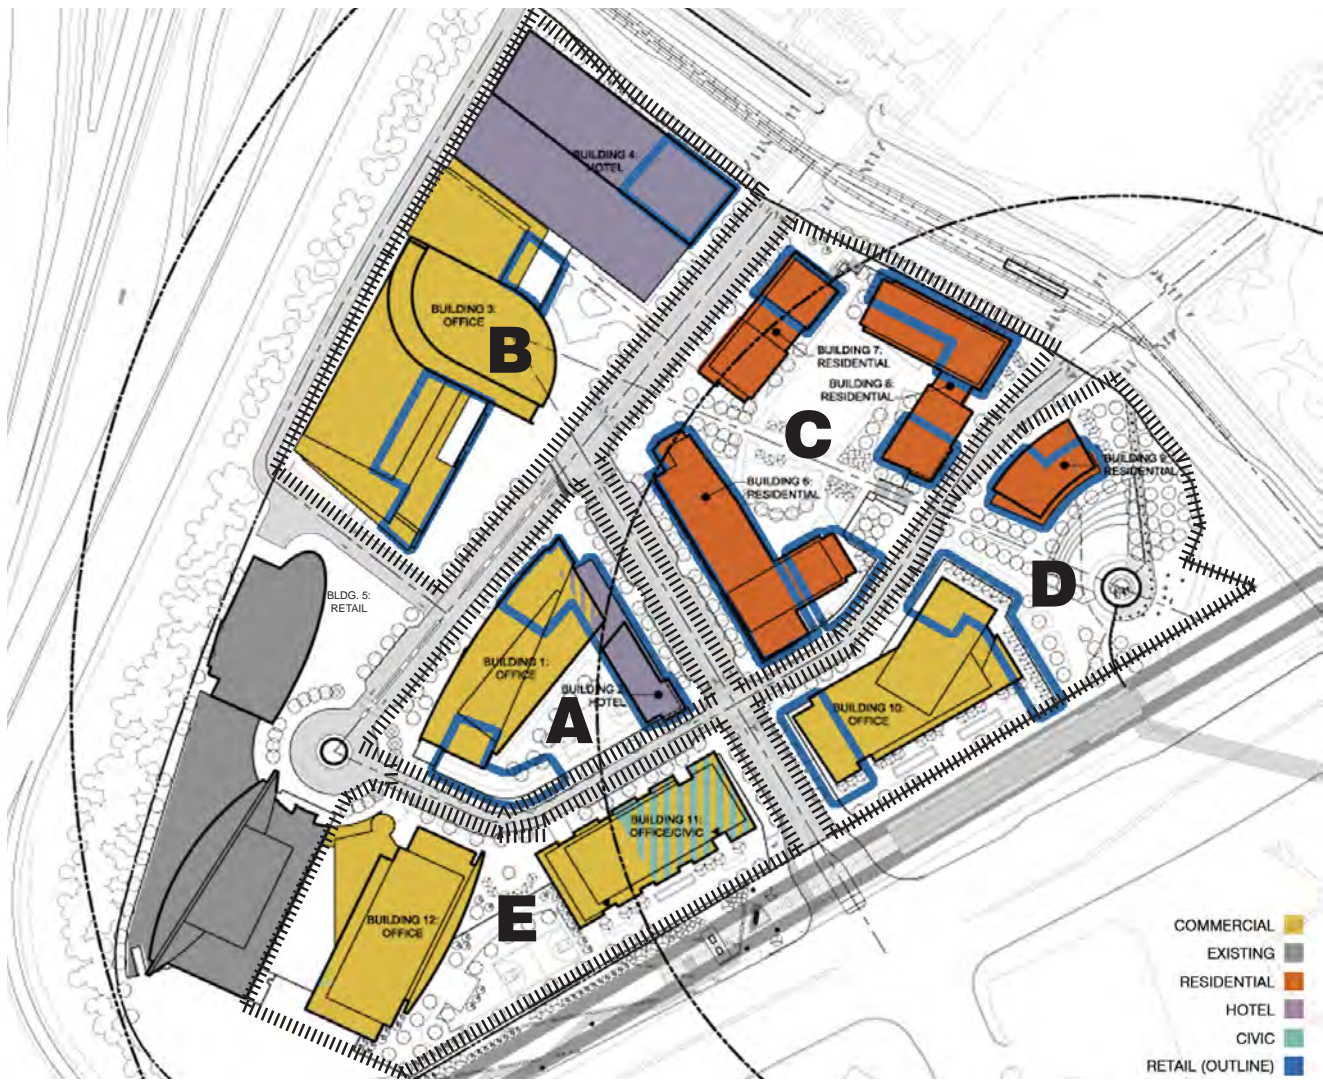 BUILDING 4:
HOTEL
BUILDING 3:
OFFICE
B
BUILDING 7:
RESIDENTIAL
BUILDING 8:
RESIDENTIAL
C
BUILDING 9:
RESIDENTIAL
BUILDING 6:
RESIDENTIAL
D
BLDG. 5:
RETAIL
BUILDING 1:
OFFICE
BUILDING 2:
HOTEL
A
BUILDING 10:
OFFICE
BUILDING 11:
OFFICE/CIVIC
BUILDING 12:
OFFICE
E
COMMERCIAL
EXISTING
RESIDENTIAL
HOTEL
CIVIC
RETAIL (OUTLINE)